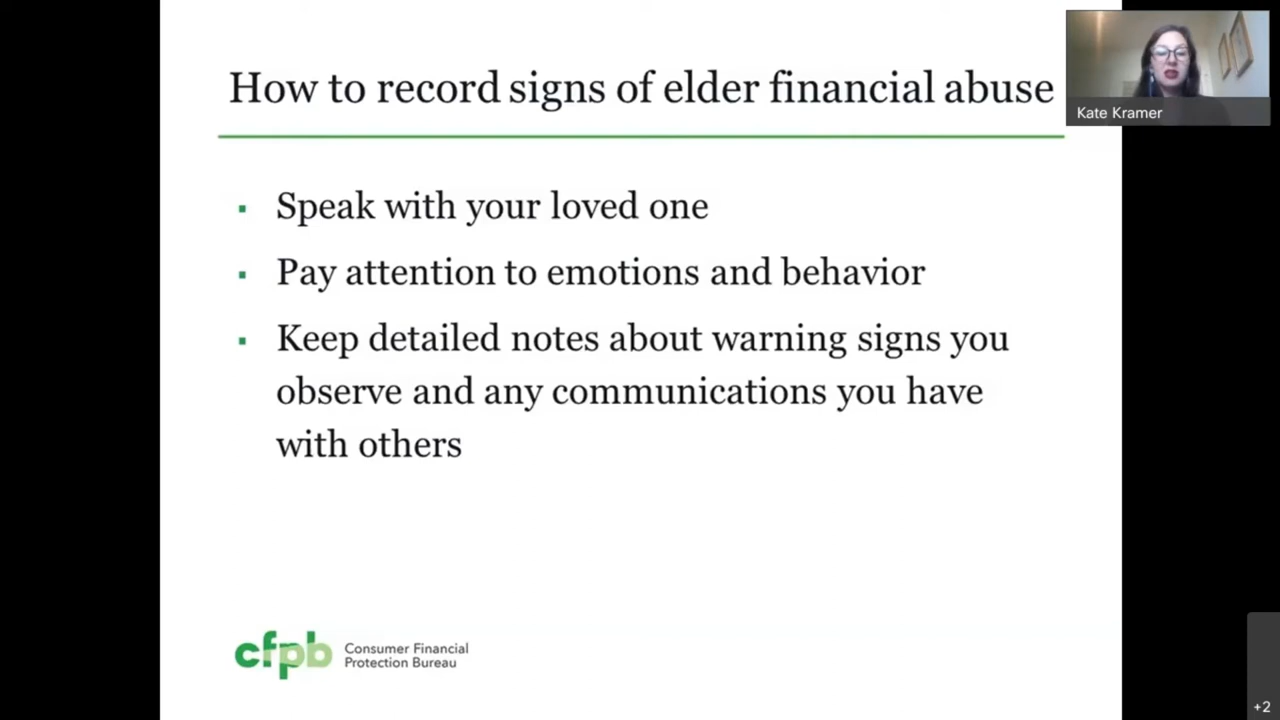 How to record signs of elder financial abuse
Kate Kramer
▪ Speak with your loved one
▪ Pay attention to emotions and behavior
▪ Keep detailed notes about warning signs you
observe and any communications you have
with others
cfpb
Consumer Financial
Protection Bureau
+2